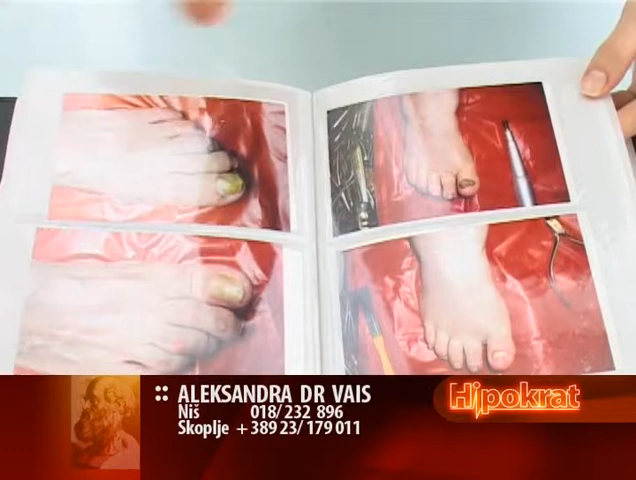 :: ALEKSANDRA DR VAIS
Niš 018/ 232 896
Skoplje + 389 23/ 179 011
Hipokrat